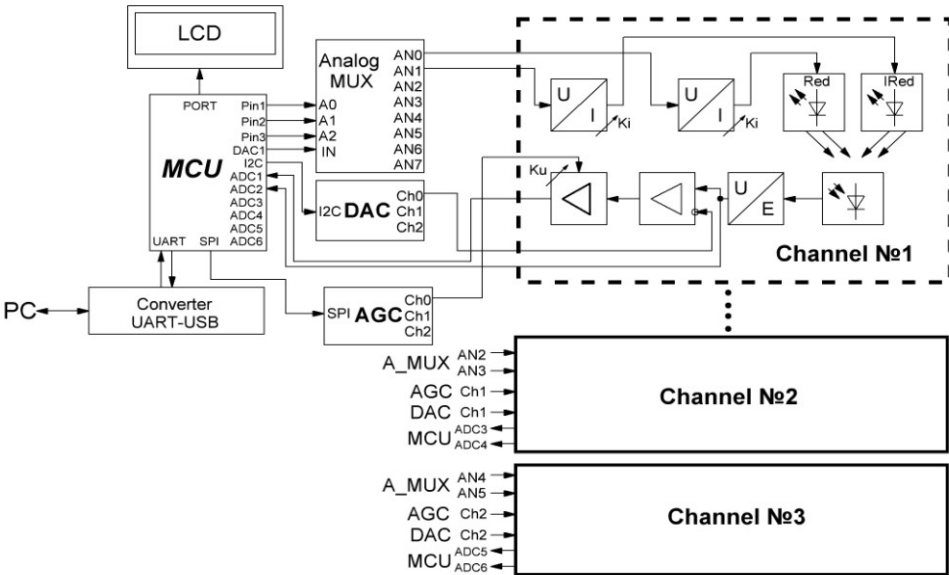 LCD
PORT
Pin1
Pin2
Pin3
DAC1
I2C
ADC1
ADC2
ADC3
ADC4
ADC5
ADC6
MCU
UART SPI
Analog
MUX
A0
A1
A2
IN
AN0
AN1
AN2
AN3
AN4
AN5
AN6
AN7
I2C DAC
Ch0
Ch1
Ch2
PC
Converter
UART-USB
SPI AGC
Ch0
Ch1
Ch2
U
I
Ki
U
I
Ki
Red
IRed
Ku
U
E
Channel №1
A_MUX AN2
AN3
AGC Ch1
DAC Ch1
MCU ADC3
ADC4
Channel №2
A_MUX AN4
AN5
AGC Ch2
DAC Ch2
MCU ADC5
ADC6
Channel №3